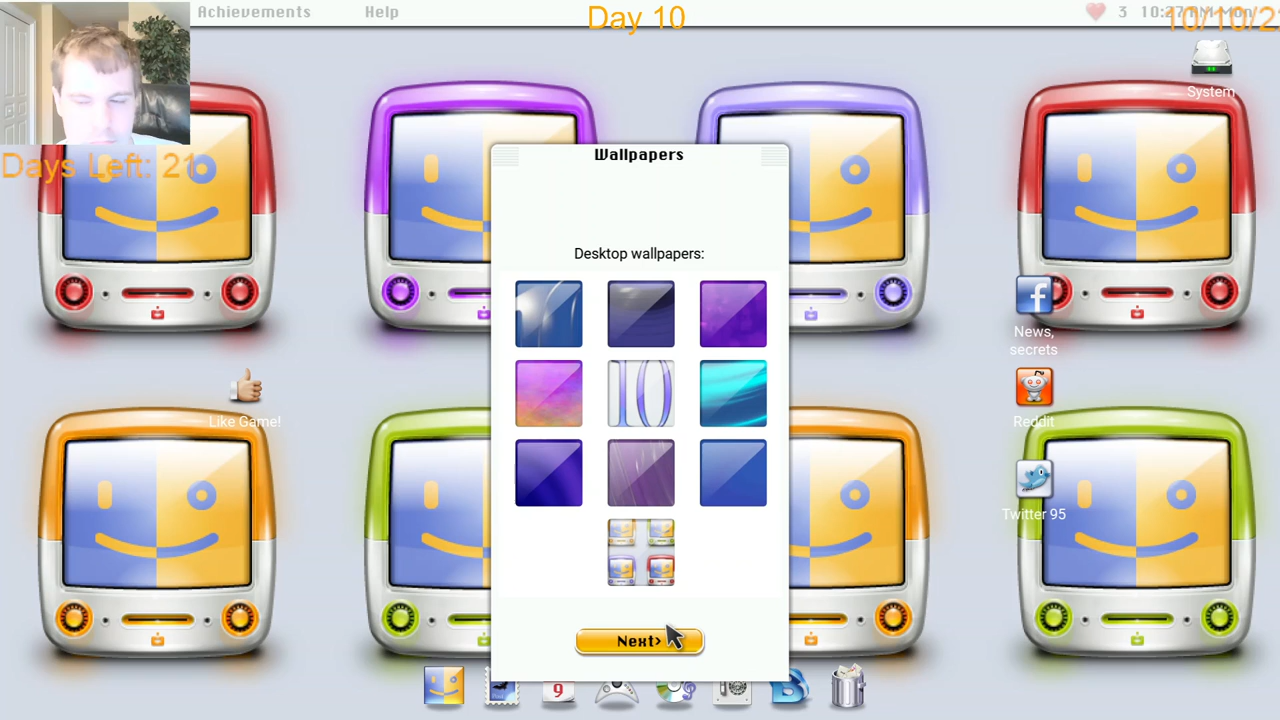 Achievements Help
Day 10
3
System
Days Left: 21
Wallpapers
Desktop wallpapers:
News,
secrets
Like Game!
10
Reddit
Twitter 95
Next>
9